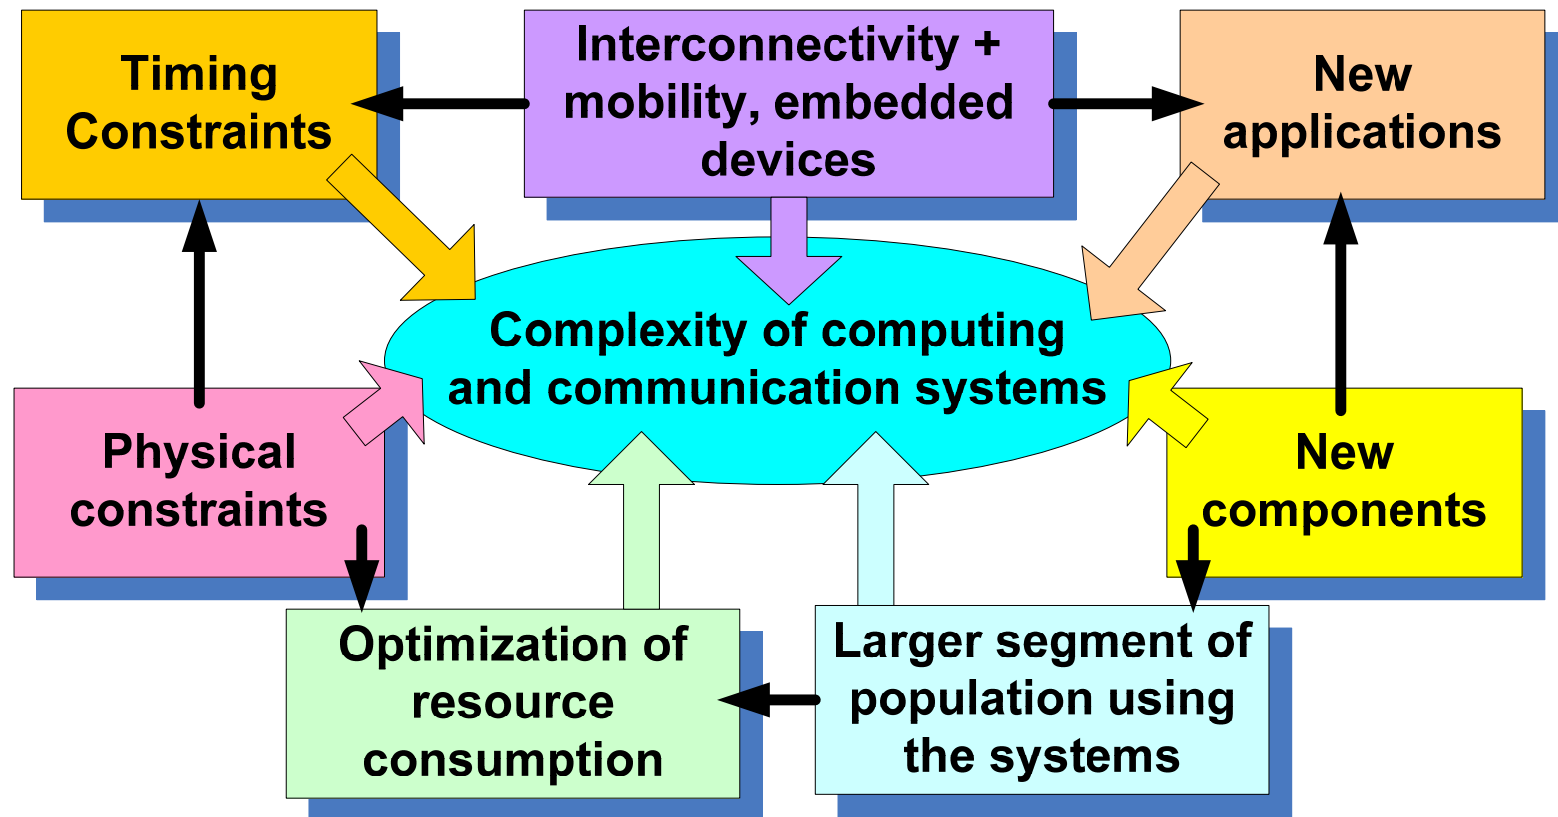 Timing
Constraints
Interconnectivity +
mobility, embedded
devices
New
applications
Complexity of computing
and communication systems
Physical
constraints
New
components
Optimization of
resource
consumption
Larger segment of
population using
the systems